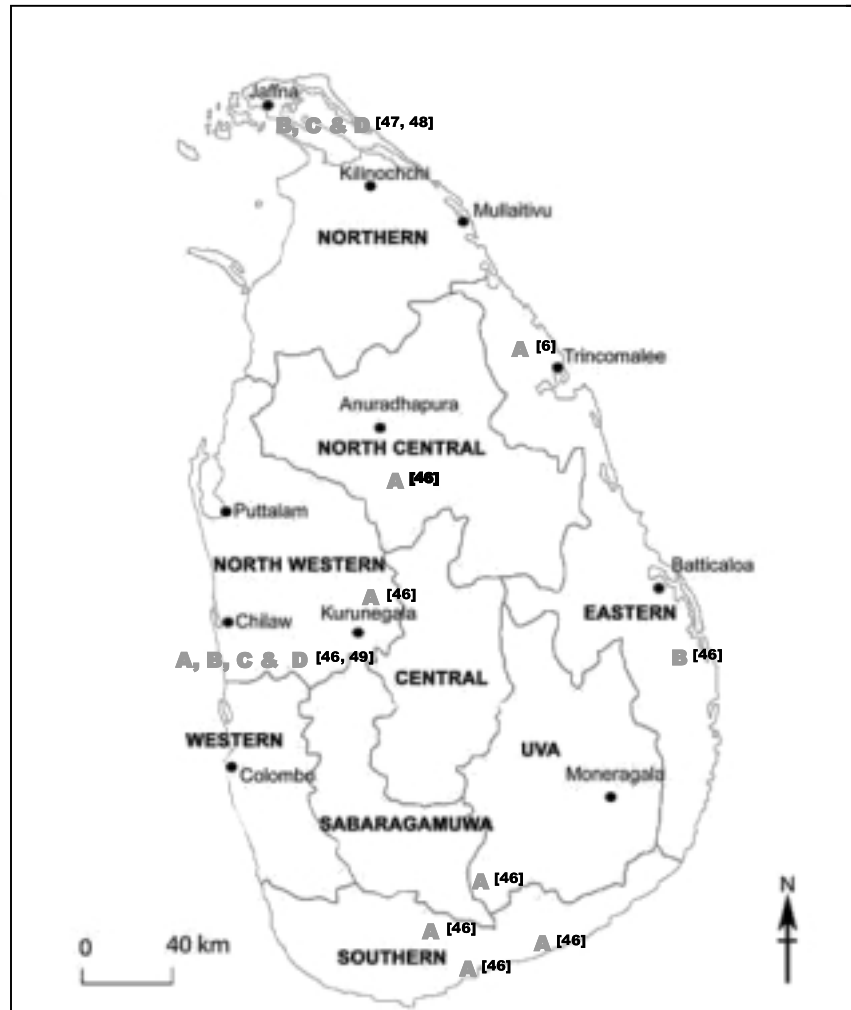 Jaffna
B, C & D [47, 48]
Kilinochchi
Mullaitivu
NORTHERN
A [6]
Trincomalee
Anuradhapura
NORTH CENTRAL
A [46]
Puttalam
NORTH WESTERN
Batticaloa
A [46]
EASTERN
Kurunegala
Chilaw
A, B, C & D [46, 49]
B [46]
CENTRAL
WESTERN
UVA
Colombo
Moneragala
SABARAGAMUWA
A [46]
N
A [46]
A [46]
0 40 km
SOUTHERN
A [46]